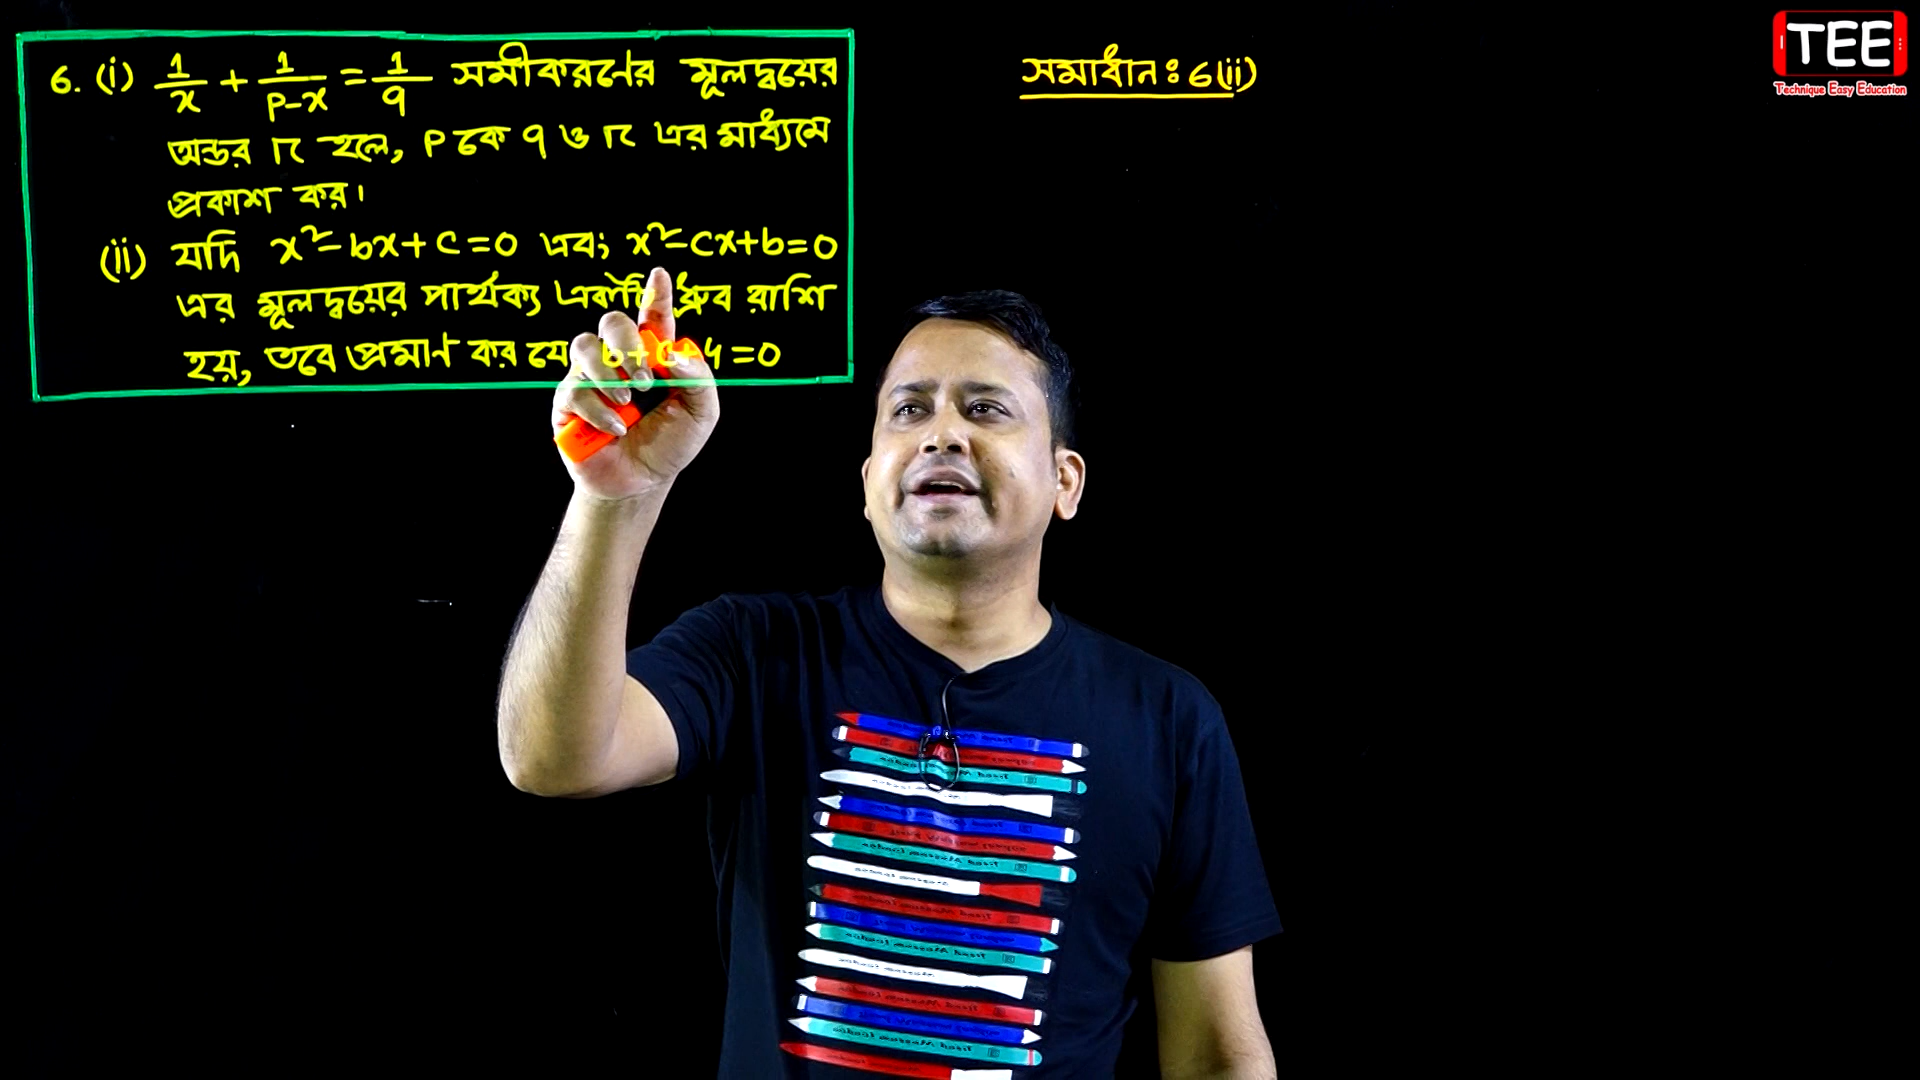 6. (i) 1/x + 1/p-x = 1/q সমীকরণের মূলদ্বয়ের
অন্তর r হলে, p কে q ও r এর মাধ্যমে
প্রকাশ কর।
(ii) যদি x²-bx+c=0 এবং x²-cx+b=0
এর মূলদ্বয়ের পার্থক্য একটি ধ্রুব রাশি
হয়, তবে প্রমাণ কর যে b+c+4=0
সমাধানঃ 6(ii)
TEE
Technique Easy Education